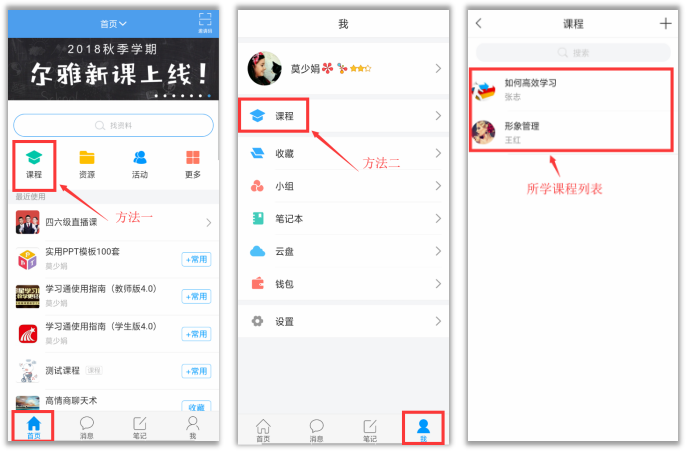 首页
邀请码
2018秋季学期
尔雅新课上线！
找资料
课程
资源
活动
更多
方法一
最近使用
四六级直播课
实用PPT模板100套
莫少娟
+常用
学习通使用指南（教师版4.0）
莫少娟
+常用
学习通使用指南（学生版4.0）
莫少娟
+常用
测试课程
课程
+常用
高情商聊天术
收藏
首页
消息
笔记
我
我
莫少娟
课程
方法二
收藏
小组
笔记本
云盘
钱包
设置
首页
消息
笔记
我
课程
搜索
如何高效学习
张志
形象管理
王红
所学课程列表